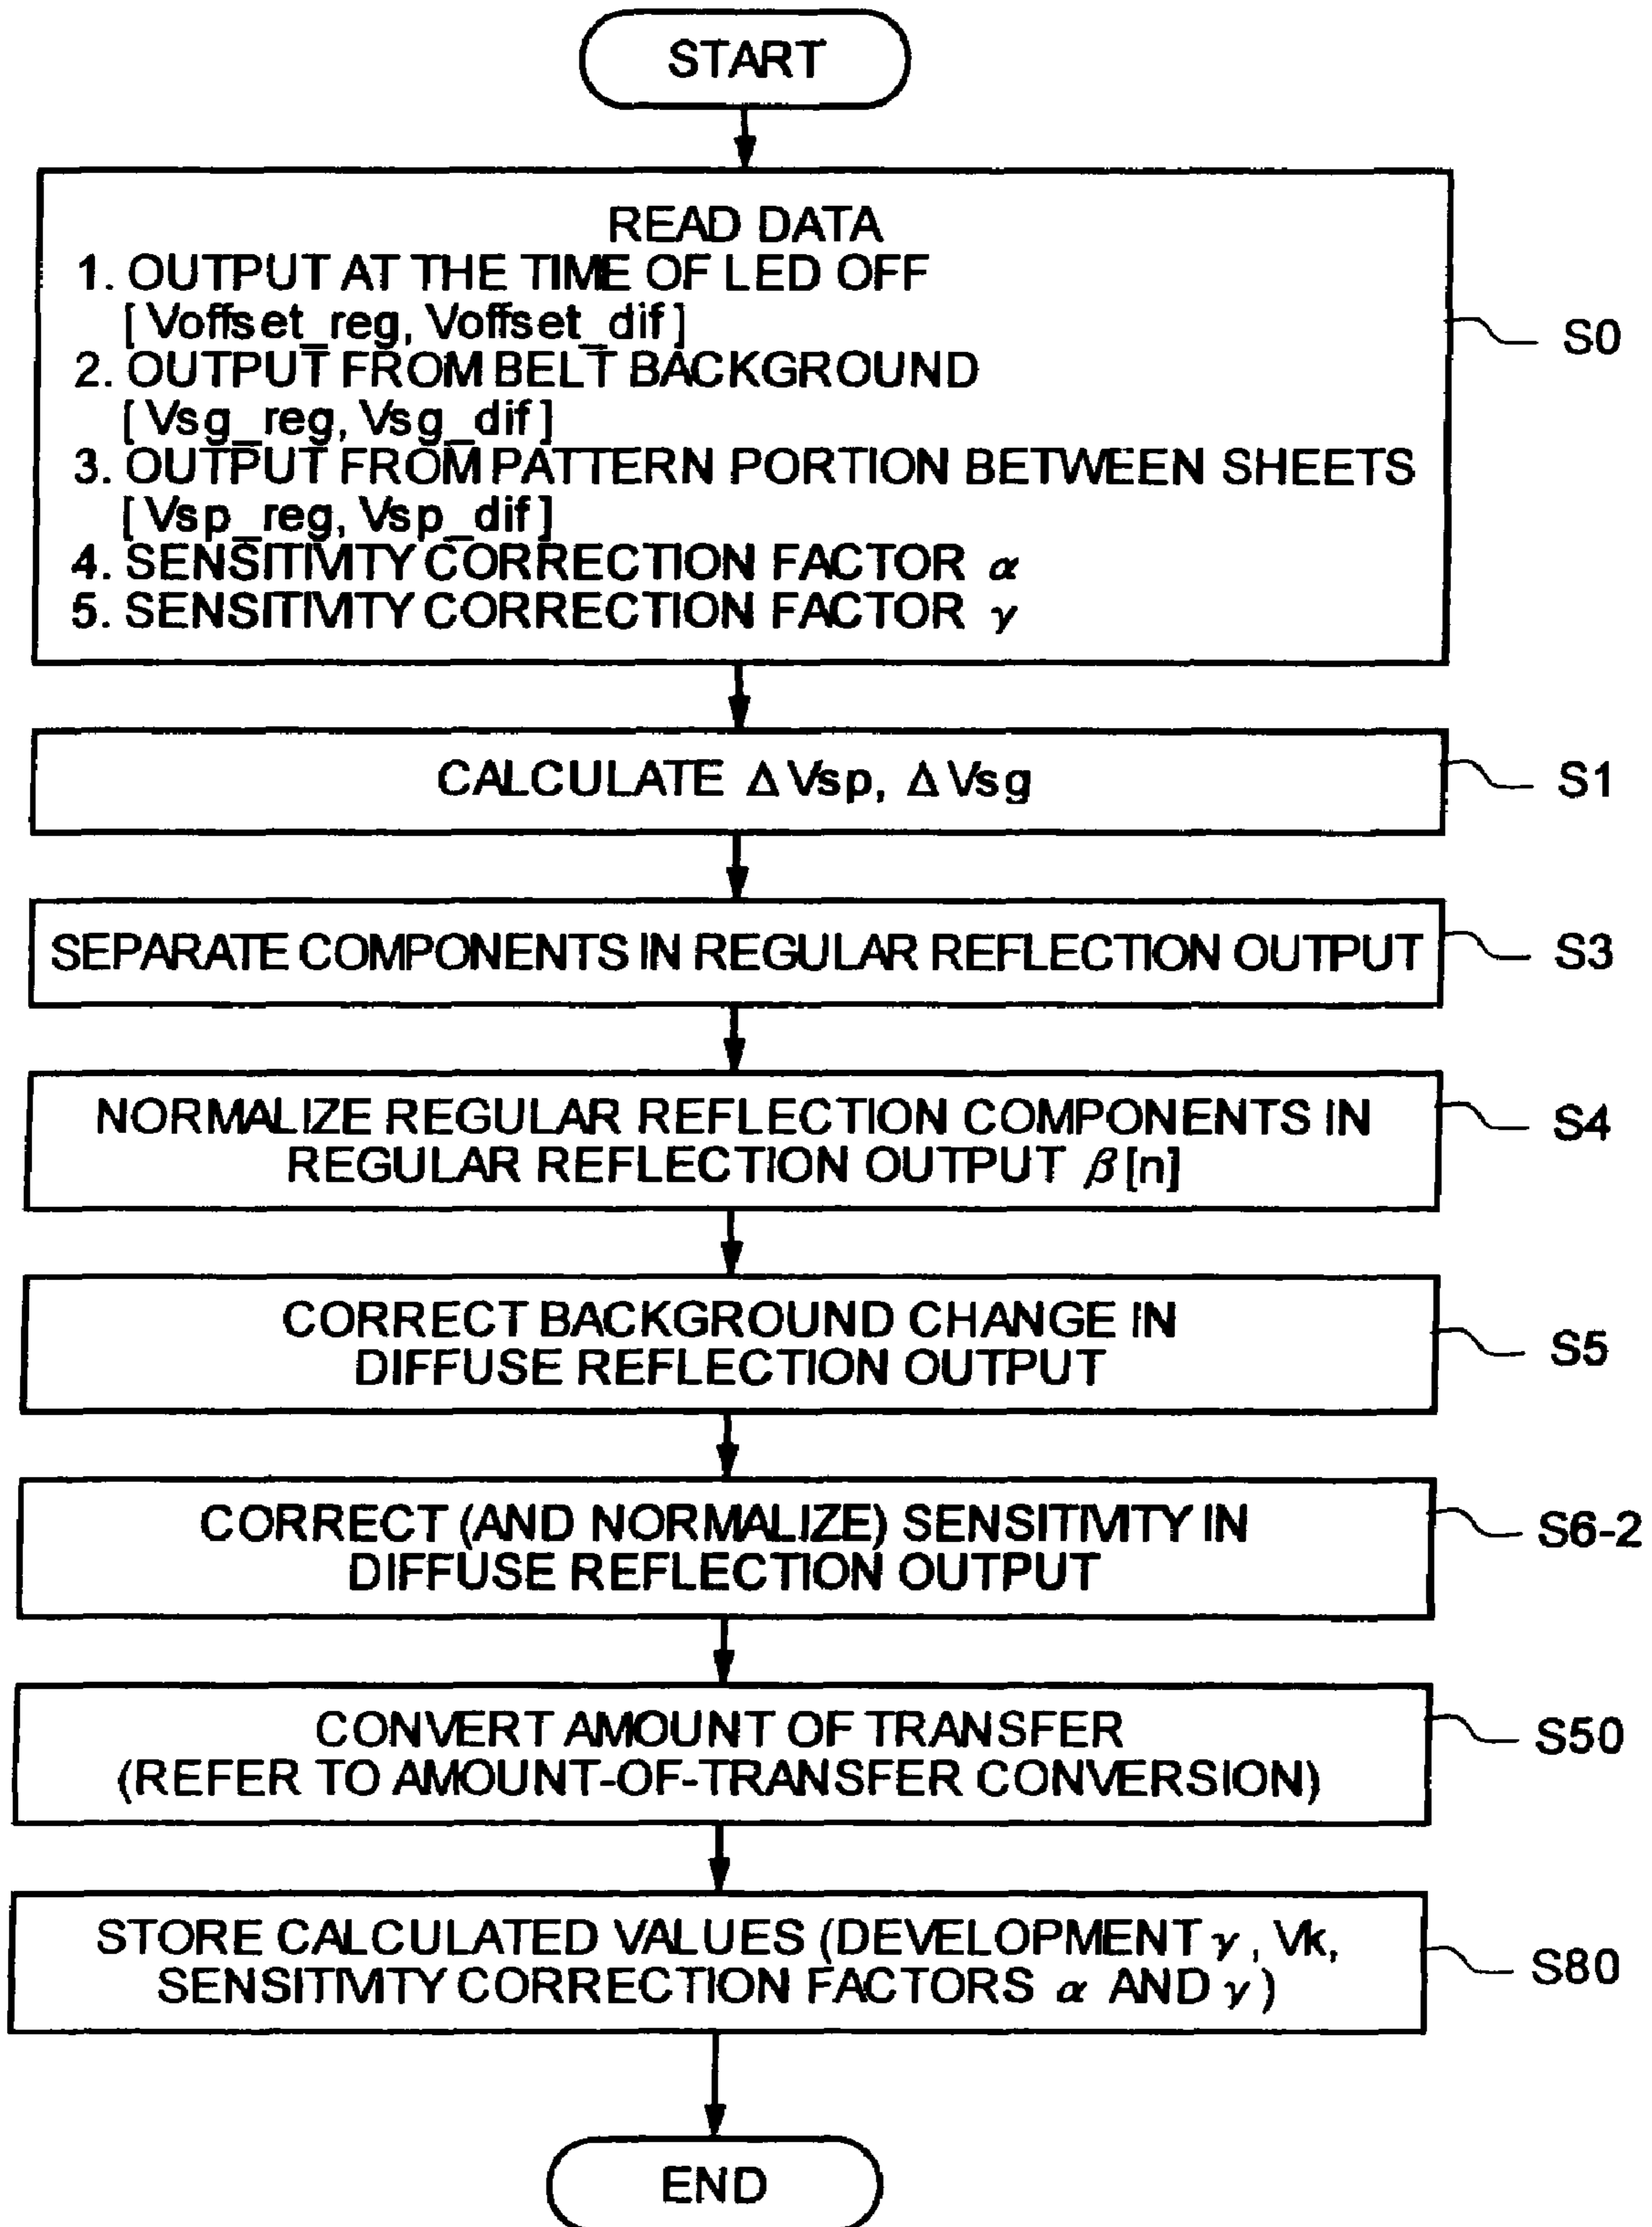 START
READ DATA
1. OUTPUT AT THE TIME OF LED OFF
[Voffset_reg, Voffset_dif]
2. OUTPUT FROM BELT BACKGROUND
[Vsg_reg, Vsg_dif]
3. OUTPUT FROM PATTERN PORTION BETWEEN SHEETS
[Vsp_reg, Vsp_dif]
4. SENSITIVITY CORRECTION FACTOR α
5. SENSITIVITY CORRECTION FACTOR γ
S0
CALCULATE ΔVsp, ΔVsg
S1
SEPARATE COMPONENTS IN REGULAR REFLECTION OUTPUT
S3
NORMALIZE REGULAR REFLECTION COMPONENTS IN
REGULAR REFLECTION OUTPUT β[n]
S4
CORRECT BACKGROUND CHANGE IN
DIFFUSE REFLECTION OUTPUT
S5
CORRECT (AND NORMALIZE) SENSITIVITY IN
DIFFUSE REFLECTION OUTPUT
S6-2
CONVERT AMOUNT OF TRANSFER
(REFER TO AMOUNT-OF-TRANSFER CONVERSION)
S50
STORE CALCULATED VALUES (DEVELOPMENT γ, Vk,
SENSITIVITY CORRECTION FACTORS α AND γ)
S80
END